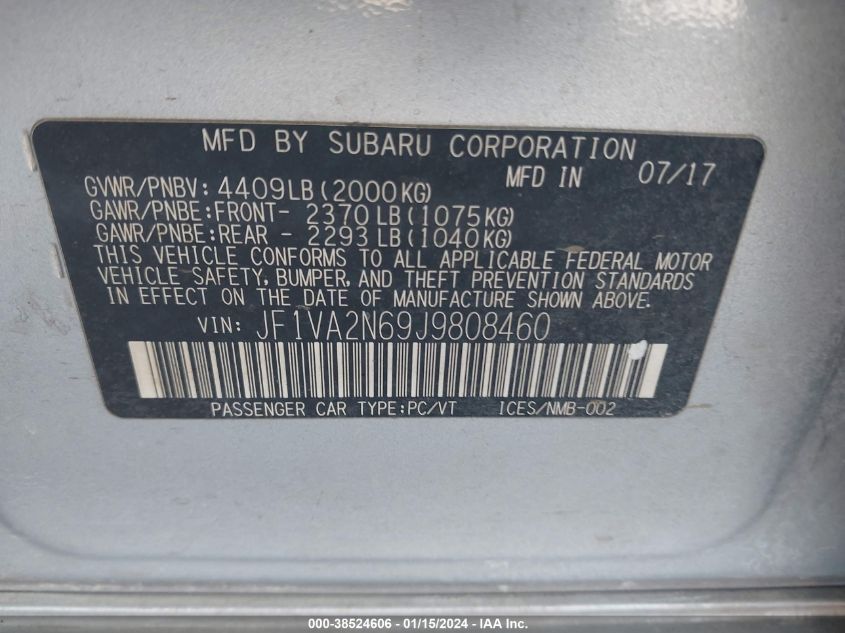 MFD BY SUBARU CORPORATION
MFD IN 07/17
GVWR/PNBV: 4409LB(2000KG)
GAWR/PNBE:FRONT- 2370LB(1075KG)
GAWR/PNBE:REAR - 2293LB(1040KG)
THIS VEHICLE CONFORMS TO ALL APPLICABLE FEDERAL MOTOR
VEHICLE SAFETY, BUMPER, AND THEFT PREVENTION STANDARDS
IN EFFECT ON THE DATE OF MANUFACTURE SHOWN ABOVE.
VIN: JF1VA2N69J9808460
PASSENGER CAR TYPE:PC/VT ICES/NMB-002
000-38524606 - 01/15/2024 - IAA Inc.